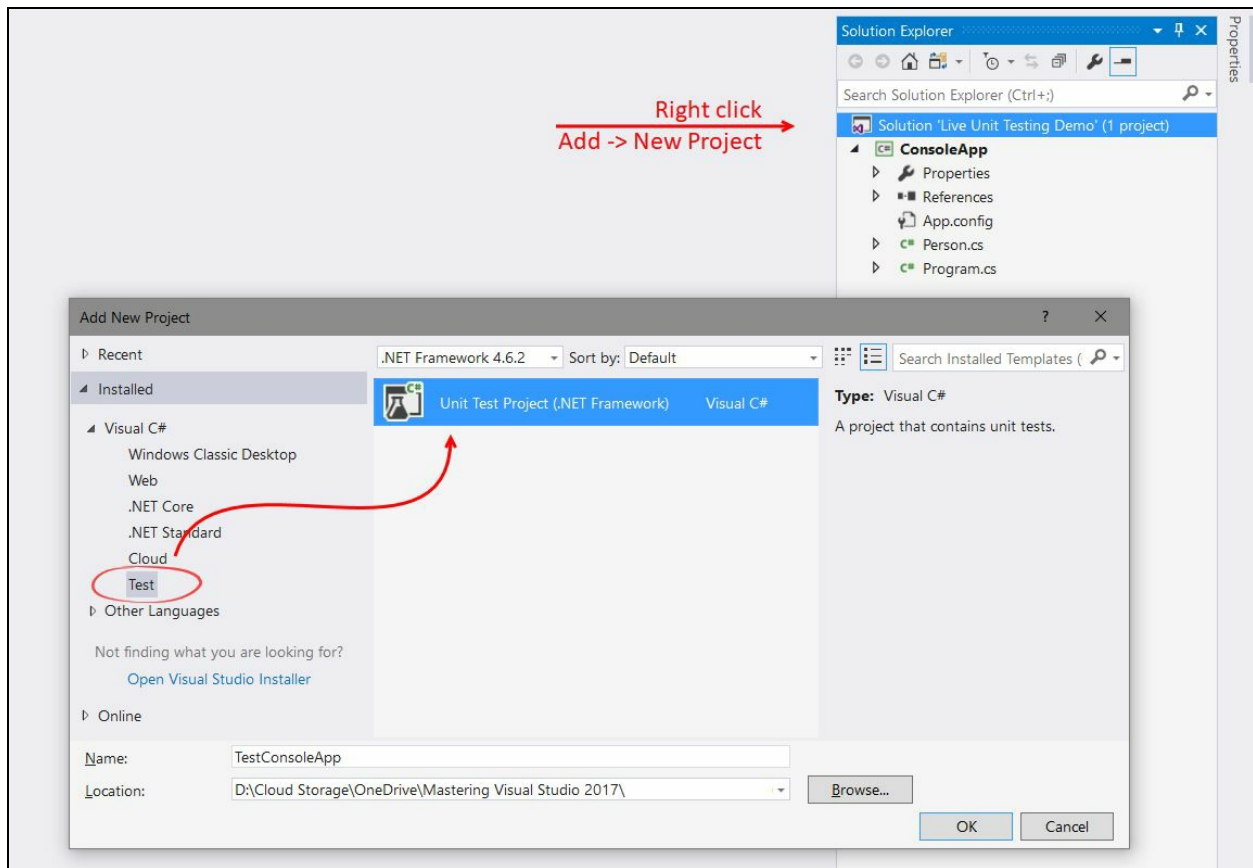 Solution Explorer
Properties
Search Solution Explorer (Ctrl+;)
Right click
Add -> New Project
Solution 'Live Unit Testing Demo' (1 project)
C# ConsoleApp
Properties
References
App.config
C# Person.cs
C# Program.cs
Add New Project
?
Recent
.NET Framework 4.6.2
Sort by: Default
Search Installed Templates (
Installed
C#
Unit Test Project (.NET Framework) Visual C#
Type: Visual C#
A project that contains unit tests.
Visual C#
Windows Classic Desktop
Web
.NET Core
.NET Standard
Cloud
Test
Other Languages
Not finding what you are looking for?
Open Visual Studio Installer
Online
Name: TestConsoleApp
Location: D:\Cloud Storage\OneDrive\Mastering Visual Studio 2017\
Browse...
OK Cancel